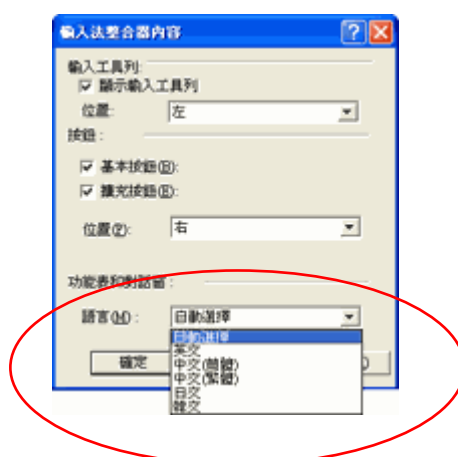 輸入法整合器內容
輸入工具列:
顯示輸入工具列
位置: 左
按鈕:
基本按鈕(B):
擴充按鈕(E):
位置(P): 右
功能表和對話窗:
語言(M): 自動選擇
自動選擇
英文
中文(簡體)
中文(繁體)
日文
韓文
確定